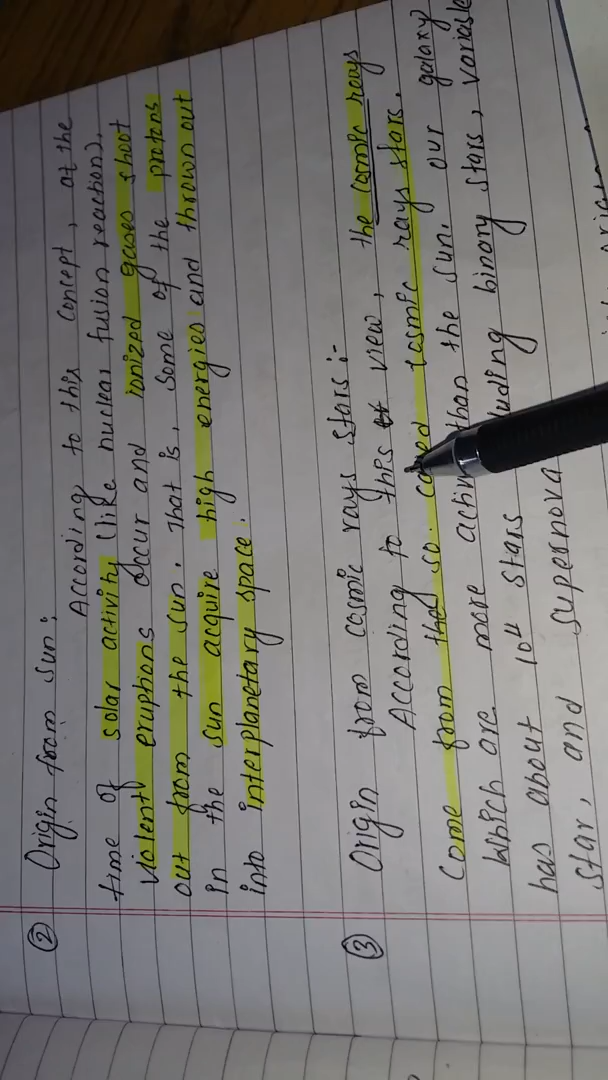 ② Origin from sun:
According to this concept, at the
time of solar activity (like nuclear fusion reaction),
violent eruptions occur and ionized gases shoot
out from the sun. That is, some of the protons
in the sun acquire high energies and thrown out
into interplanetary space.
③ Origin from cosmic rays stars:-
According to this view, the cosmic rays
come from the so. called cosmic rays stars.
Which are more active than the sun. our galaxy
has about 10⁴ stars binary stars, variable
star, and supernova